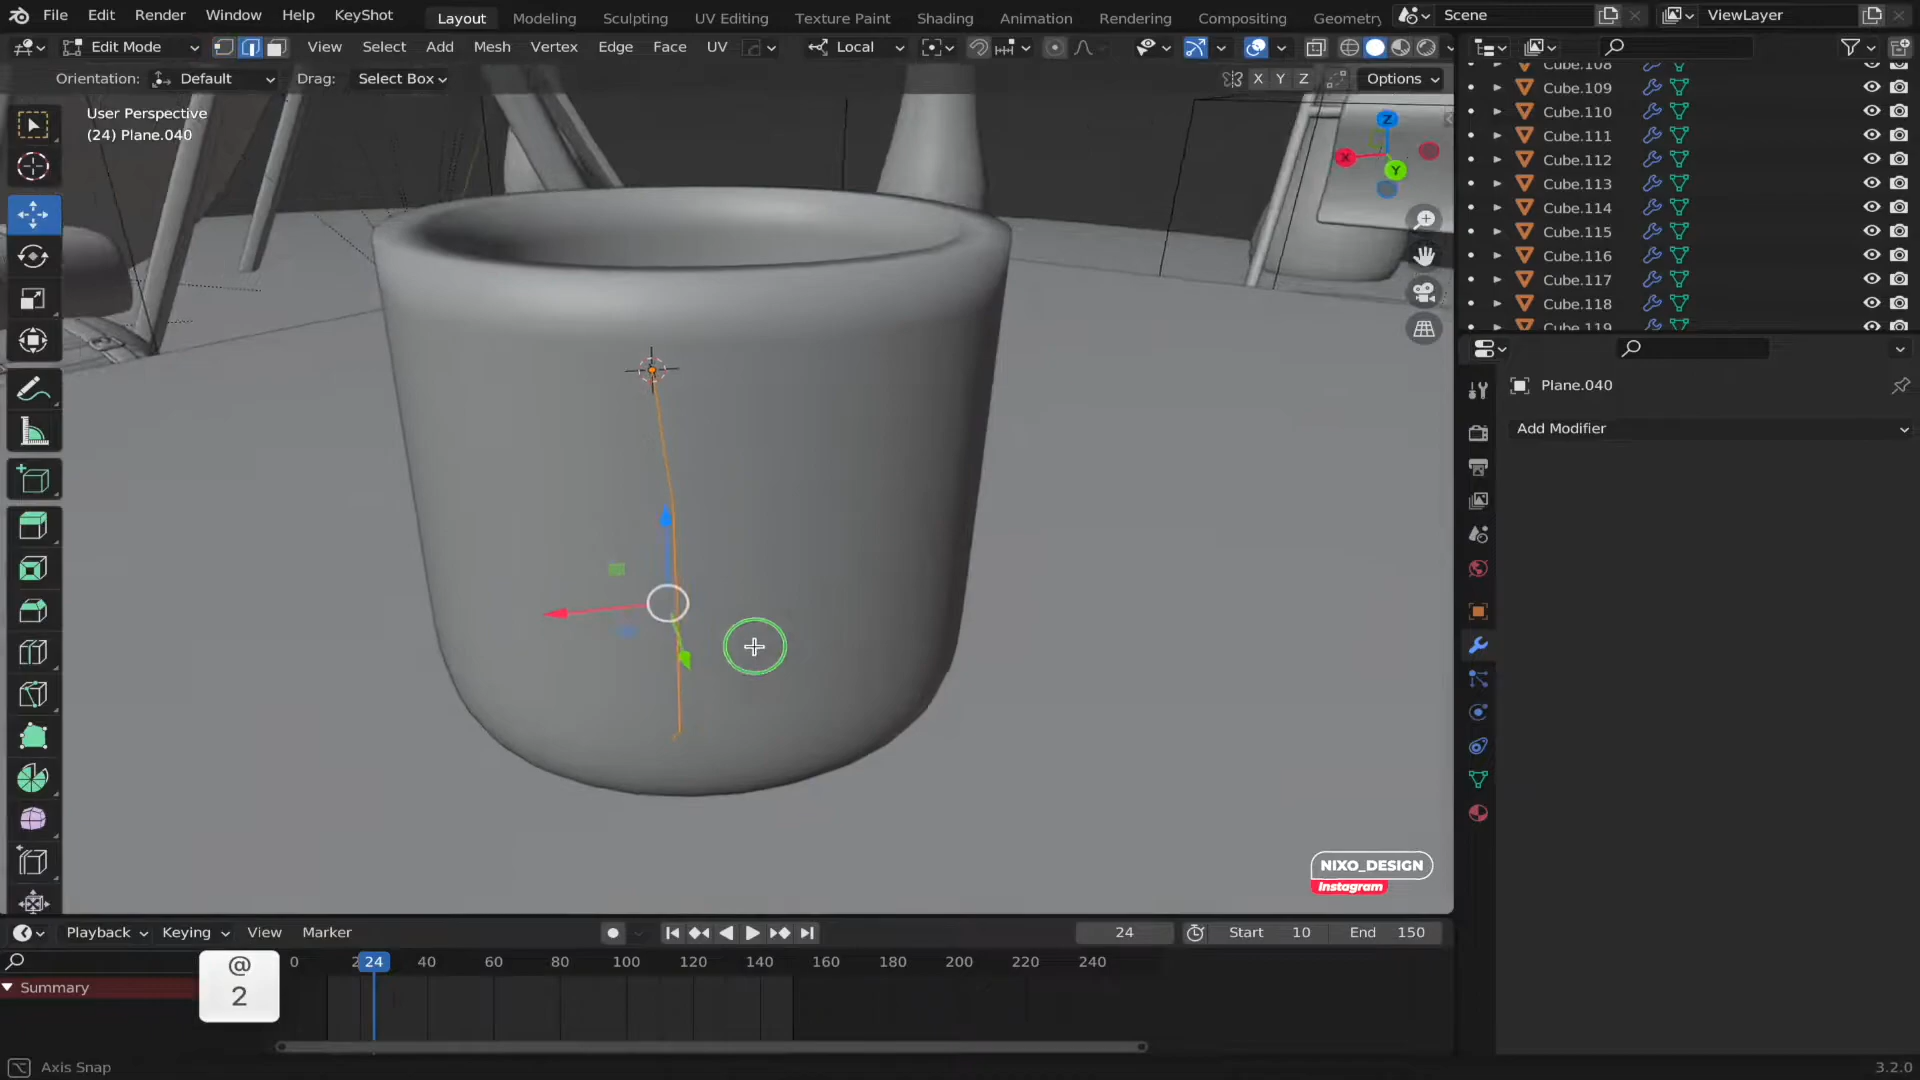 File Edit Render Window Help KeyShot Layout Modeling Sculpting UV Editing Texture Paint Shading Animation Rendering Compositing Geometry Scene ViewLayer
Edit Mode View Select Add Mesh Vertex Edge Face UV Local
Orientation: Default Drag: Select Box X Y Z Options
User Perspective
(24) Plane.040
Z
X
Y
Cube.108
Cube.109
Cube.110
Cube.111
Cube.112
Cube.113
Cube.114
Cube.115
Cube.116
Cube.117
Cube.118
Cube.119
Plane.040
Add Modifier
NIXO_DESIGN
Instagram
Playback Keying View Marker 24 Start 10 End 150
0 24 40 60 80 100 120 140 160 180 200 220 240
Summary
@
2
Axis Snap
3.2.0